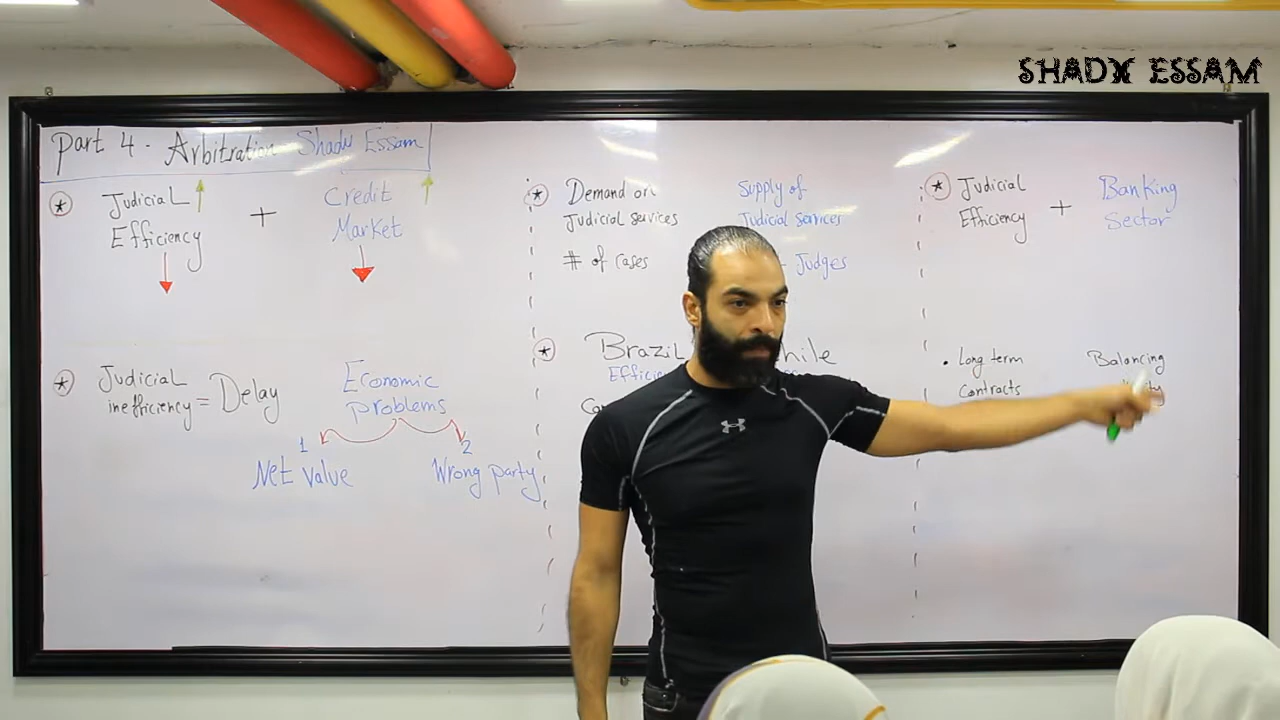 SHADY ESSAM
Part 4 - Arbitration Shady Essam
Judicial
Efficiency
+
Credit
Market
Judicial
inefficiency = Delay
Economic
problems
1
Net value
2
Wrong party
Demand on
Judicial services
# of cases
Supply of
Judicial services
Judges
Brazil
Judicial
Efficiency
+
Banking
Sector
• Long term
contracts
Balancing